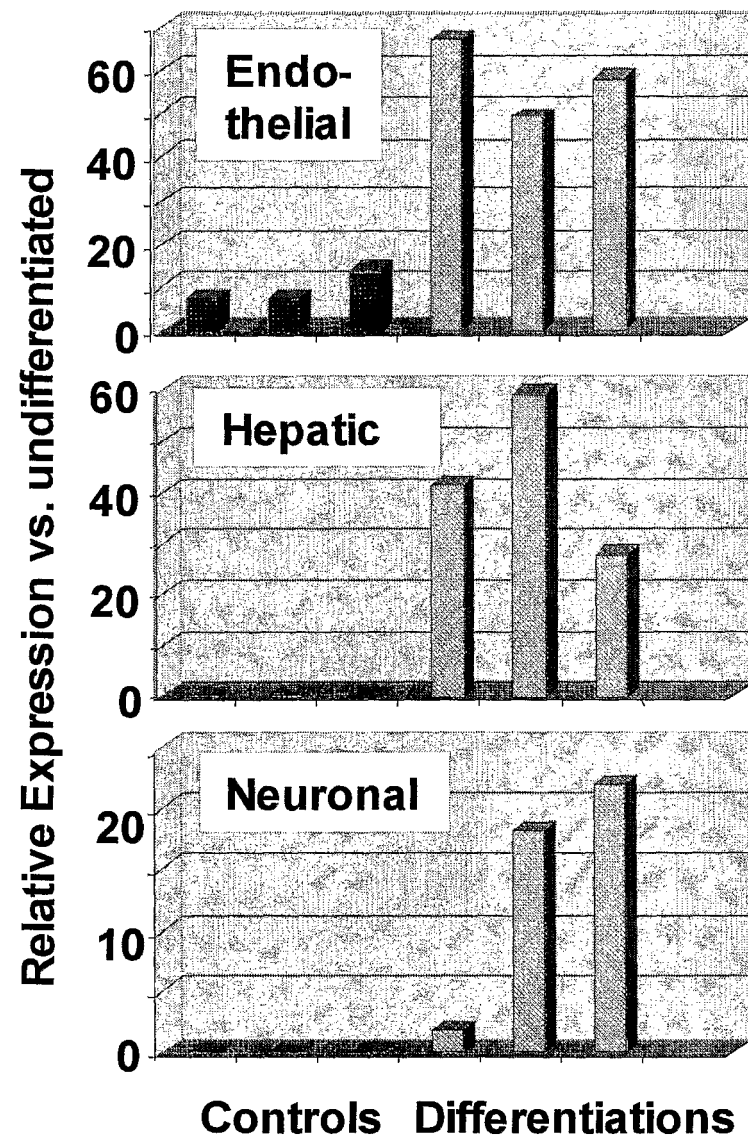 Relative Expression vs. undifferentiated
Endo-
thelial
60
40
20
0
Hepatic
60
40
20
0
Neuronal
20
10
0
Controls Differentiations